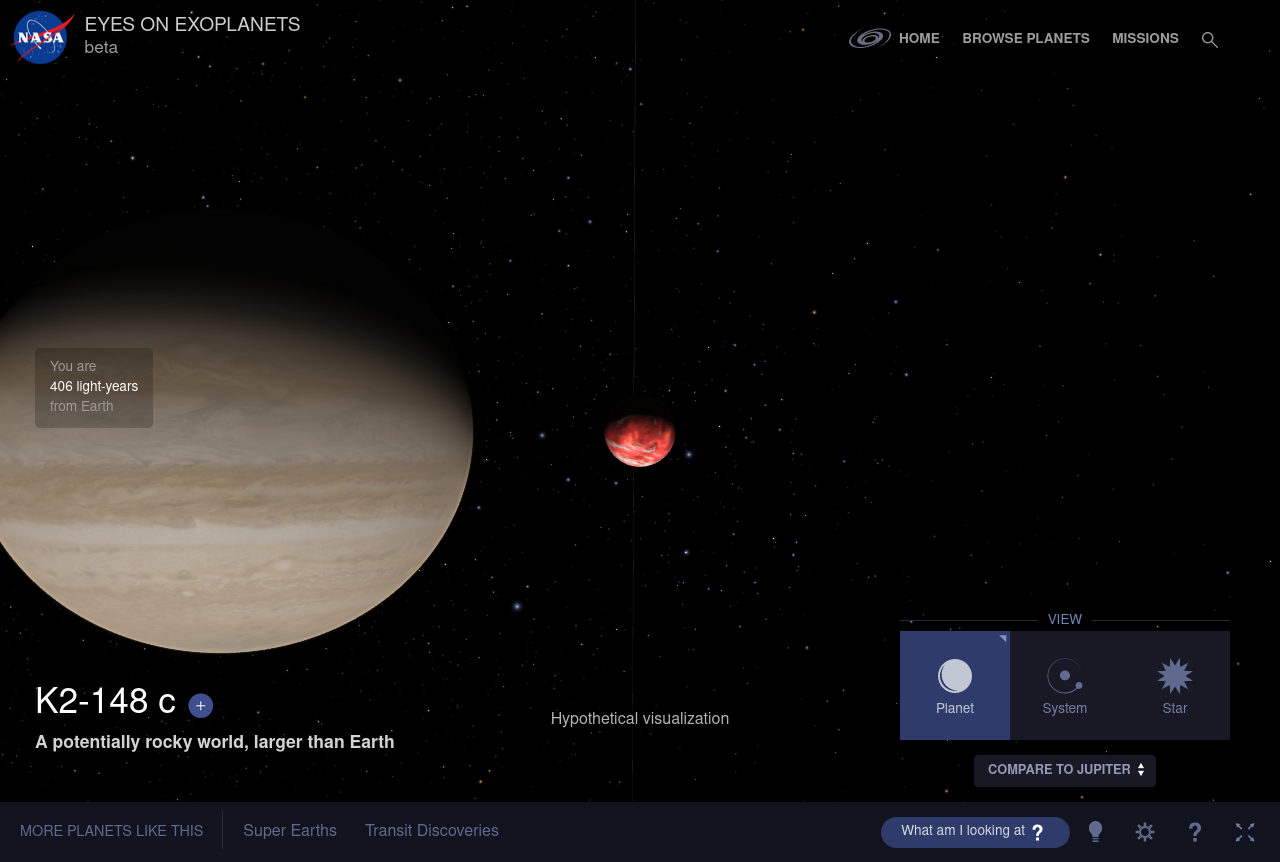 NASA
EYES ON EXOPLANETS
beta
HOME
BROWSE PLANETS
MISSIONS
You are
406 light-years
from Earth
K2-148 c +
A potentially rocky world, larger than Earth
Hypothetical visualization
VIEW
Planet
System
Star
COMPARE TO JUPITER
MORE PLANETS LIKE THIS
Super Earths
Transit Discoveries
What am I looking at ?
?